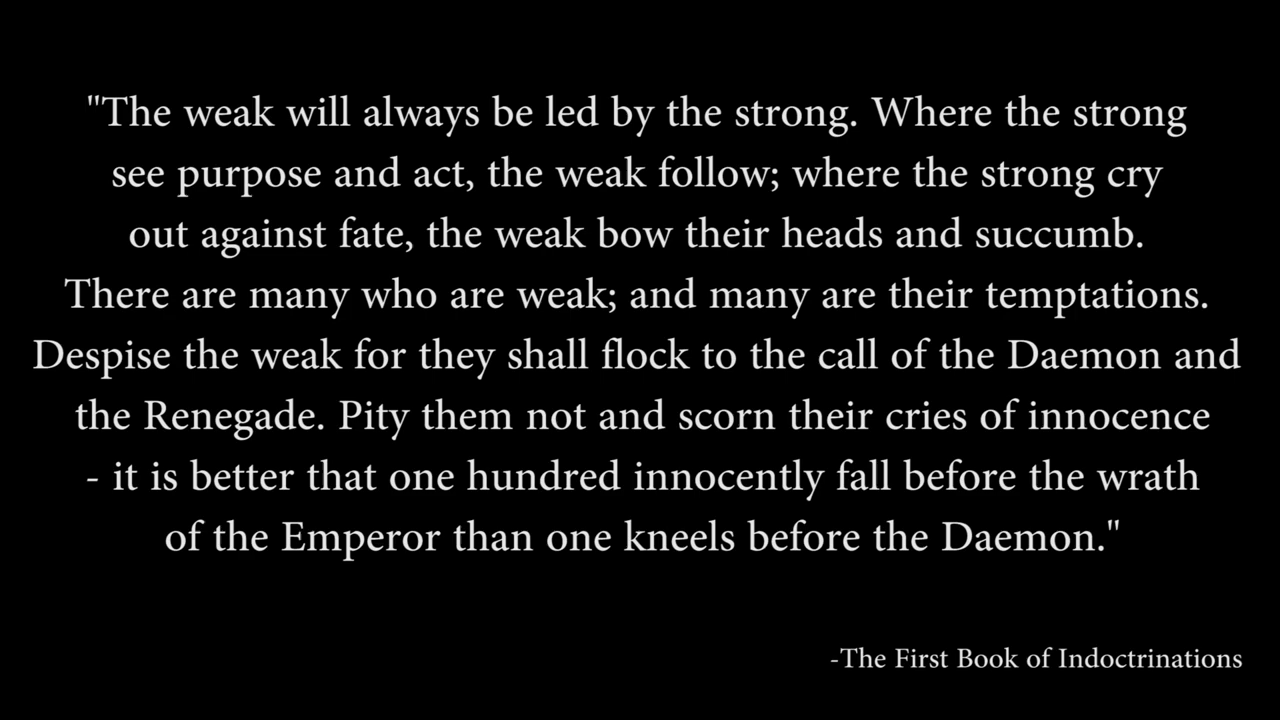 "The weak will always be led by the strong. Where the strong
see purpose and act, the weak follow; where the strong cry
out against fate, the weak bow their heads and succumb.
There are many who are weak; and many are their temptations.
Despise the weak for they shall flock to the call of the Daemon and
the Renegade. Pity them not and scorn their cries of innocence
- it is better that one hundred innocently fall before the wrath
of the Emperor than one kneels before the Daemon."
-The First Book of Indoctrinations